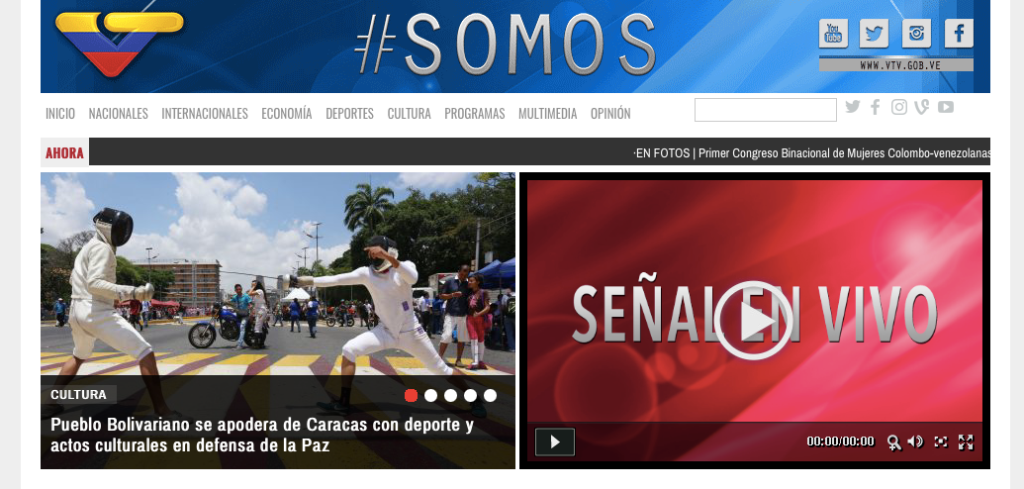 #SOMOS
You Tube
WWW.VTV.GOB.VE
INICIO NACIONALES INTERNACIONALES ECONOMÍA DEPORTES CULTURA PROGRAMAS MULTIMEDIA OPINIÓN
AHORA
·EN FOTOS | Primer Congreso Binacional de Mujeres Colombo-venezolanas
CULTURA
Pueblo Bolivariano se apodera de Caracas con deporte y
actos culturales en defensa de la Paz
SEÑAL EN VIVO
00:00/00:00